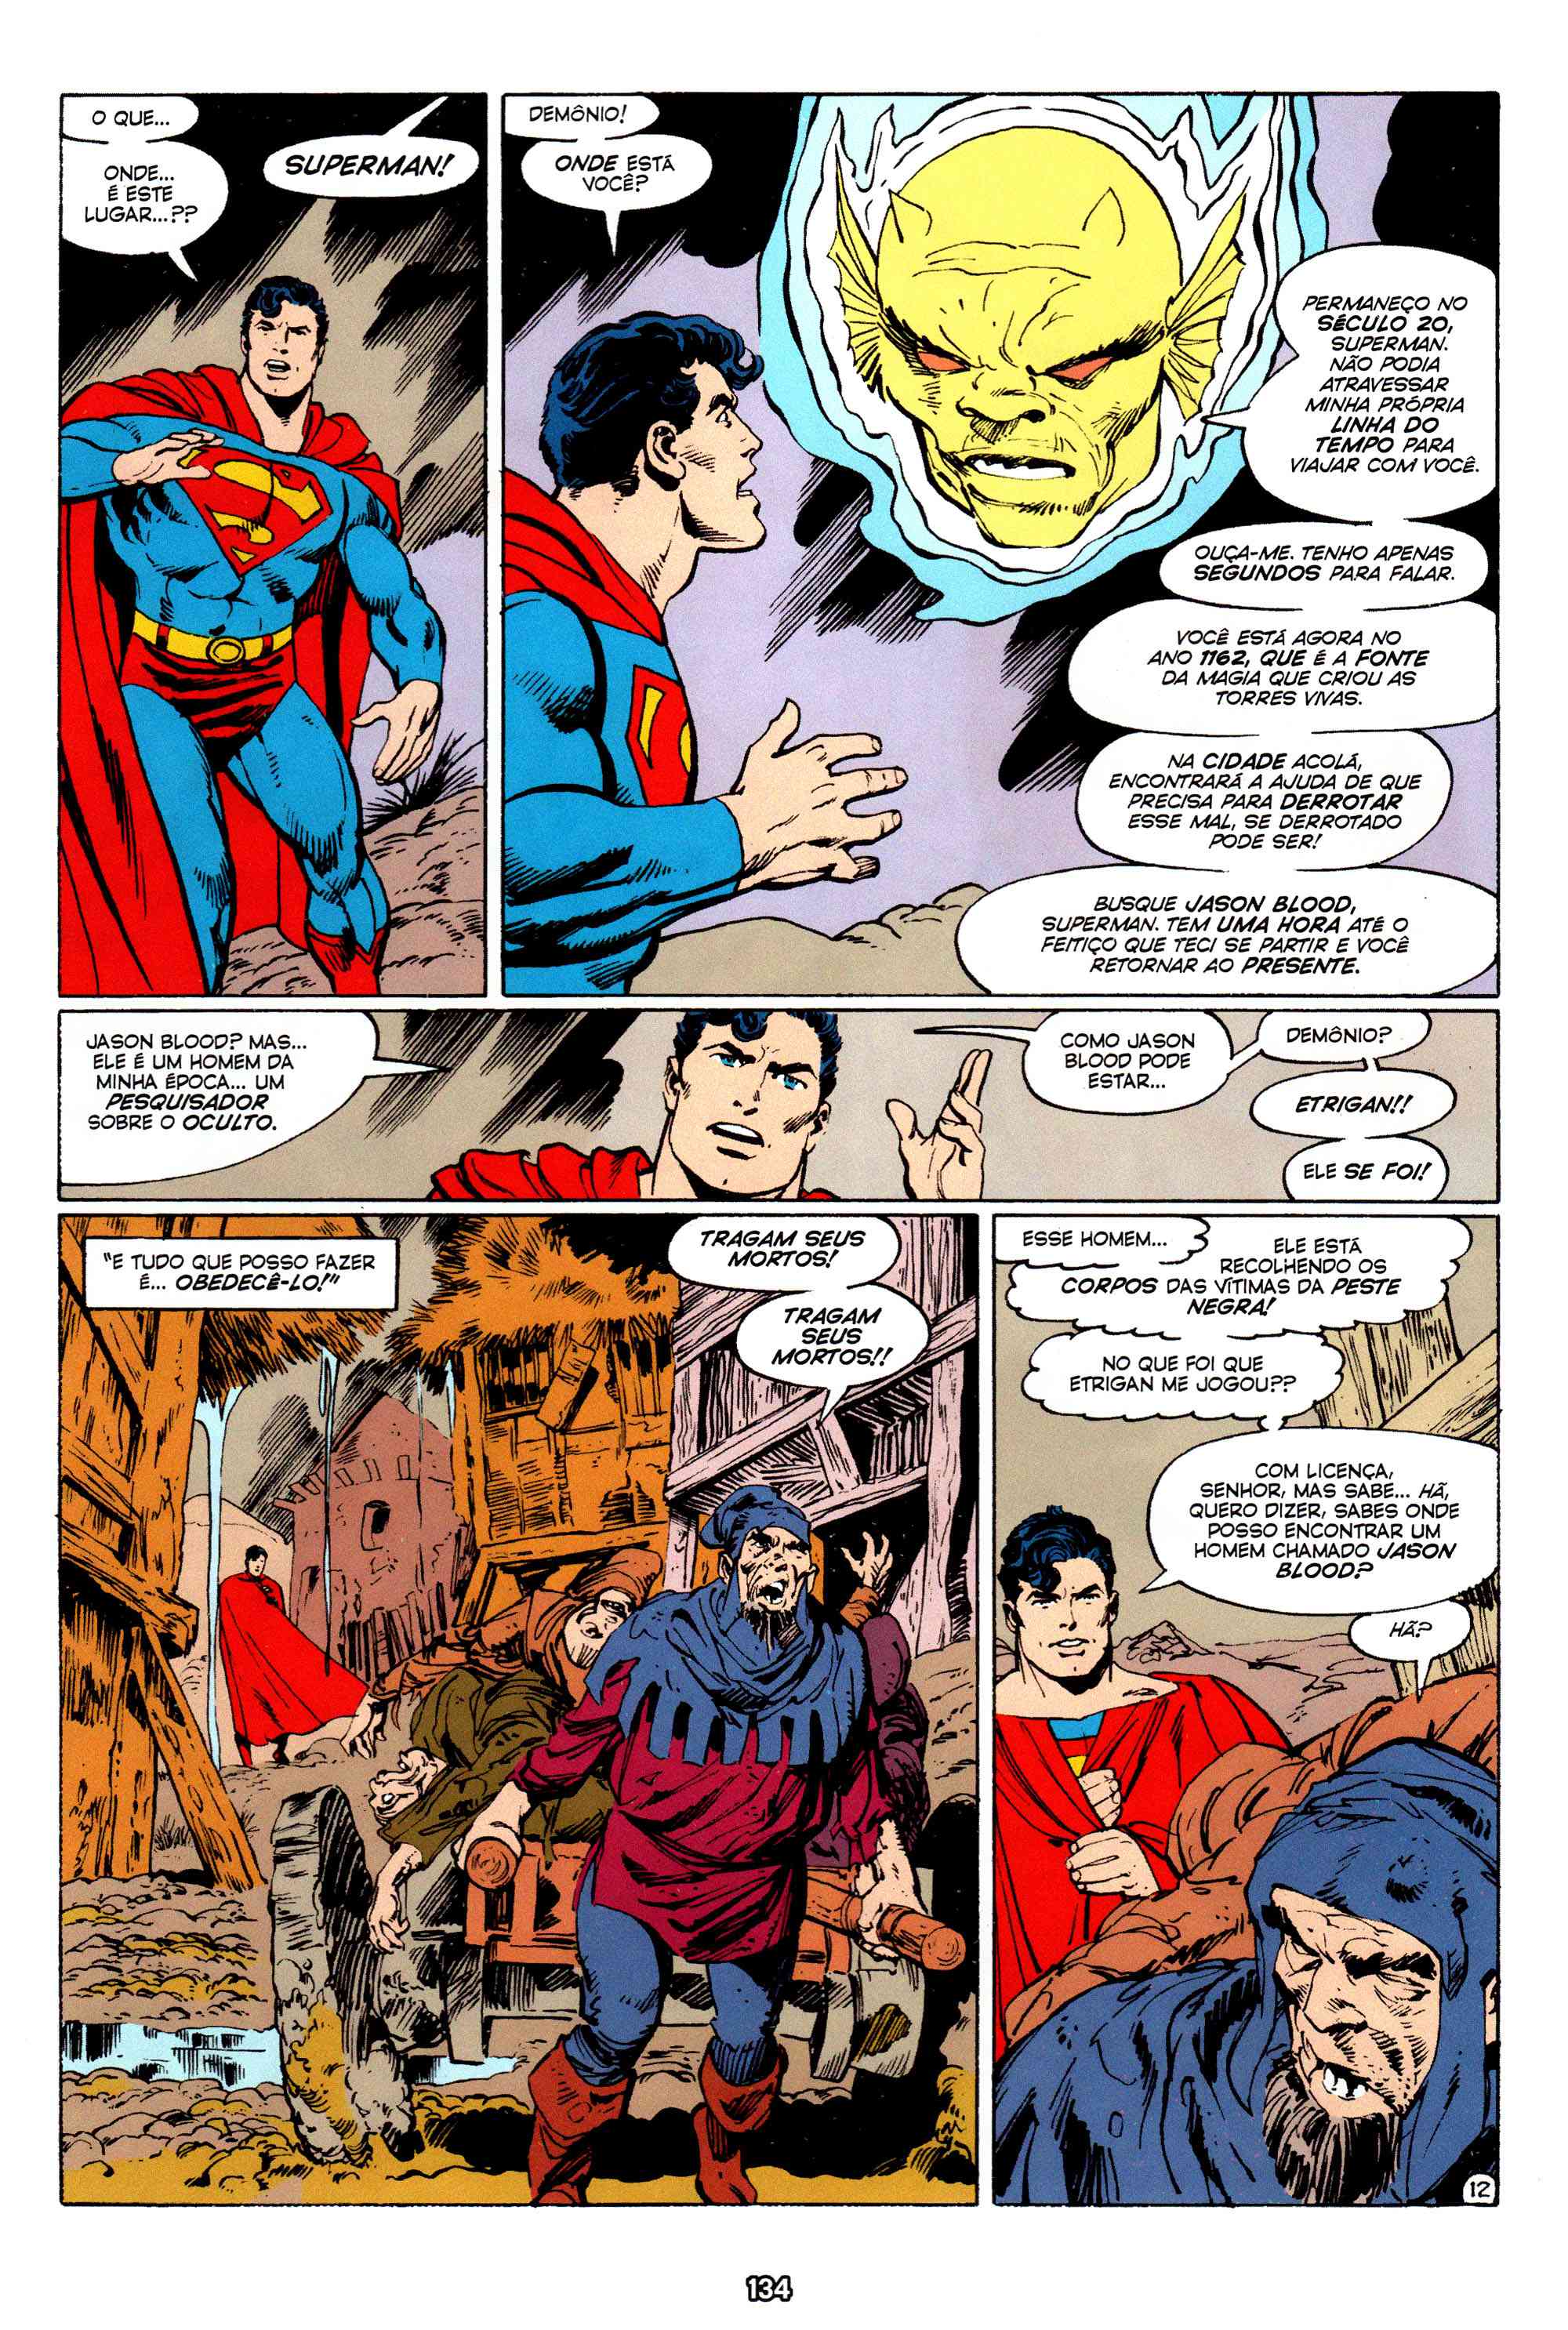 O QUE...
ONDE...
É ESTE
LUGAR...??
SUPERMAN!
DEMÔNIO!
ONDE ESTÁ
VOCÊ?
PERMANEÇO NO
SÉCULO 20,
SUPERMAN.
NÃO PODIA
ATRAVESSAR
MINHA PRÓPRIA
LINHA DO
TEMPO PARA
VIAJAR COM VOCÊ.
OUÇA-ME. TENHO APENAS
SEGUNDOS PARA FALAR.
VOCÊ ESTÁ AGORA NO
ANO 1162, QUE É A FONTE
DA MAGIA QUE CRIOU AS
TORRES VIVAS.
NA CIDADE ACOLÁ,
ENCONTRARÁ A AJUDA DE QUE
PRECISA PARA DERROTAR
ESSE MAL, SE DERROTADO
PODE SER!
BUSQUE JASON BLOOD,
SUPERMAN. TEM UMA HORA ATÉ O
FEITIÇO QUE TECI SE PARTIR E VOCÊ
RETORNAR AO PRESENTE.
JASON BLOOD? MAS...
ELE É UM HOMEM DA
MINHA ÉPOCA... UM
PESQUISADOR
SOBRE O OCULTO.
COMO JASON
BLOOD PODE
ESTAR...
DEMÔNIO?
ETRIGAN!!
ELE SE FOI!
"E TUDO QUE POSSO FAZER
É... OBEDECÊ-LO!"
TRAGAM SEUS
MORTOS!
TRAGAM
SEUS
MORTOS!!
ESSE HOMEM...
ELE ESTÁ
RECOLHENDO OS
CORPOS DAS VÍTIMAS DA PESTE
NEGRA!
NO QUE FOI QUE
ETRIGAN ME JOGOU??
COM LICENÇA,
SENHOR, MAS SABE... HÃ,
QUERO DIZER, SABES ONDE
POSSO ENCONTRAR UM
HOMEM CHAMADO JASON
BLOOD?
HÃ?
12
134